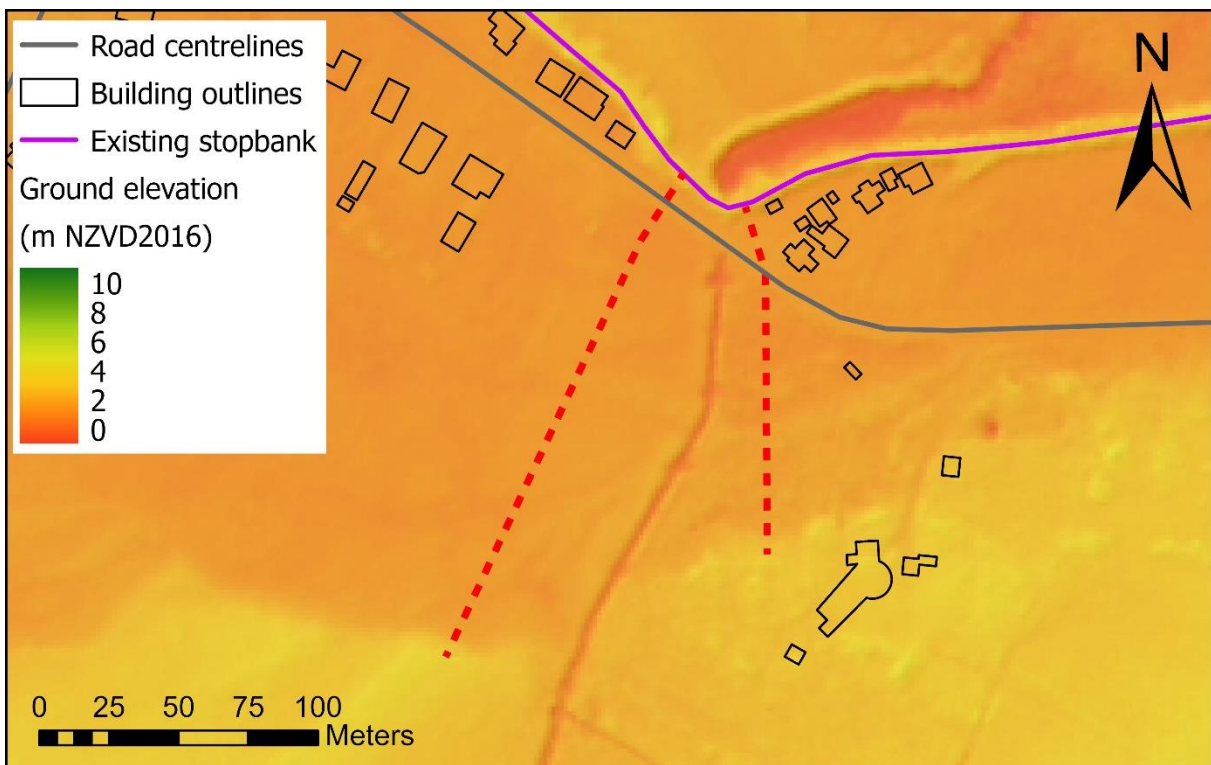 Road centrelines
Building outlines
Existing stopbank
Ground elevation
(m NZVD2016)
10
8
6
4
2
0
N
0 25 50 75 100
Meters